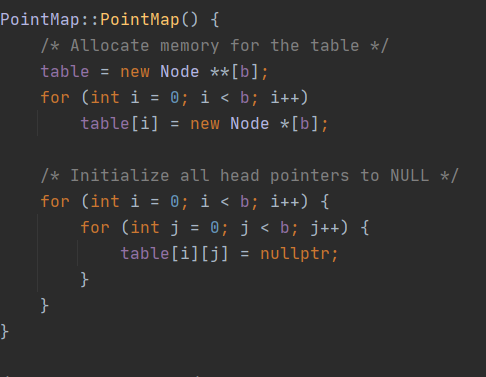 PointMap::PointMap() {
    /* Allocate memory for the table */
    table = new Node **[b];
    for (int i = 0; i < b; i++)
        table[i] = new Node *[b];

    /* Initialize all head pointers to NULL */
    for (int i = 0; i < b; i++) {
        for (int j = 0; j < b; j++) {
            table[i][j] = nullptr;
        }
    }
}